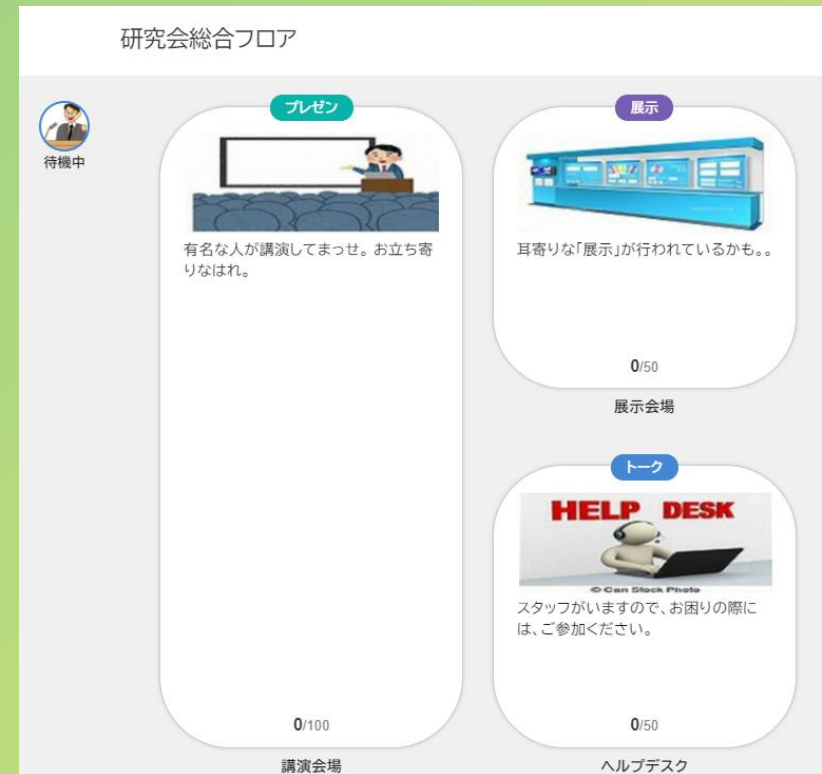 研究会総合フロア
待機中
プレゼン
有名な人が講演してまっせ。お立ち寄
りなはれ。
0/100
講演会場
展示
耳寄りな「展示」が行われているかも。。
0/50
展示会場
トーク
HELP DESK
© Can Stock Photo
スタッフがいますので、お困りの際に
は、ご参加ください。
0/50
ヘルプデスク